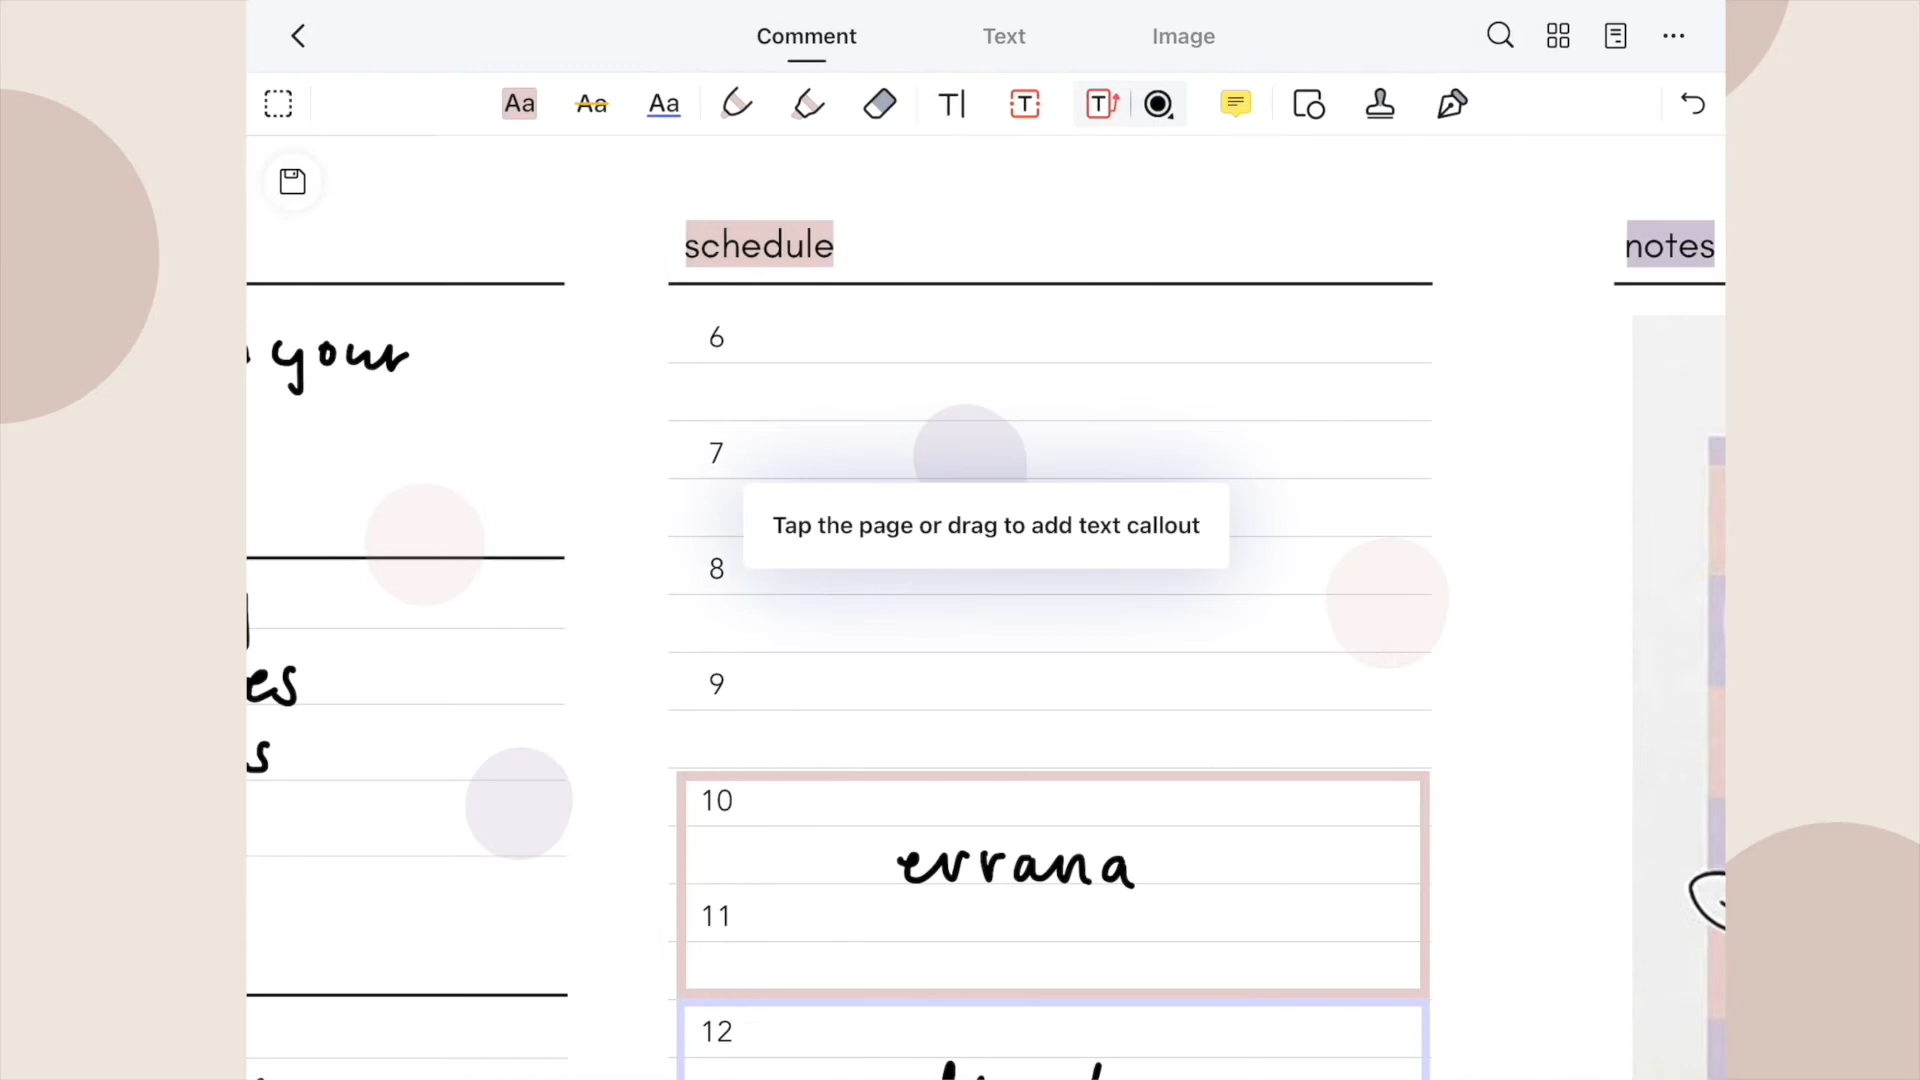 Comment Text Image
Aa Aa Aa T T T
schedule
notes
6
your
7
Tap the page or drag to add text callout
8
9
es
s
10
errana
11
12